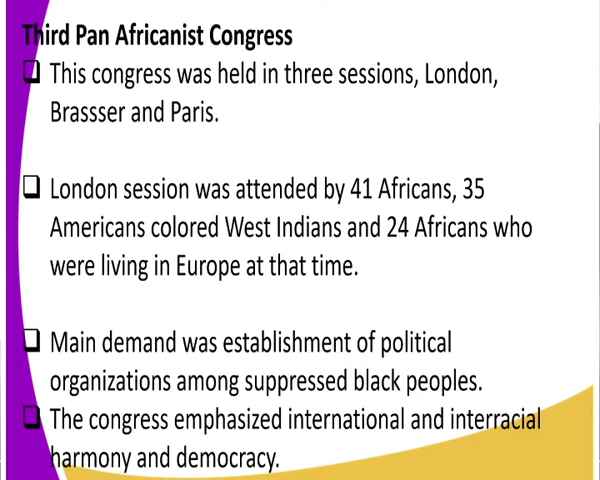 Third Pan Africanist Congress
❑ This congress was held in three sessions, London,
Brassser and Paris.
❑ London session was attended by 41 Africans, 35
Americans colored West Indians and 24 Africans who
were living in Europe at that time.
❑ Main demand was establishment of political
organizations among suppressed black peoples.
❑ The congress emphasized international and interracial
harmony and democracy.